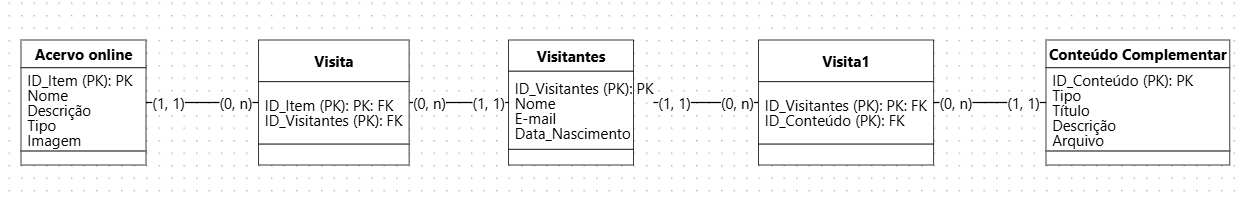 Acervo online
ID_Item (PK): PK
Nome
Descrição
Tipo
Imagem
(1, 1)
(0, n)
Visita
ID_Item (PK): PK: FK
ID_Visitantes (PK): FK
(0, n)
(1, 1)
Visitantes
ID_Visitantes (PK): PK
Nome
E-mail
Data_Nascimento
(1, 1)
(0, n)
Visita1
ID_Visitantes (PK): PK: FK
ID_Conteúdo (PK): FK
(0, n)
(1, 1)
Conteúdo Complementar
ID_Conteúdo (PK): PK
Tipo
Título
Descrição
Arquivo